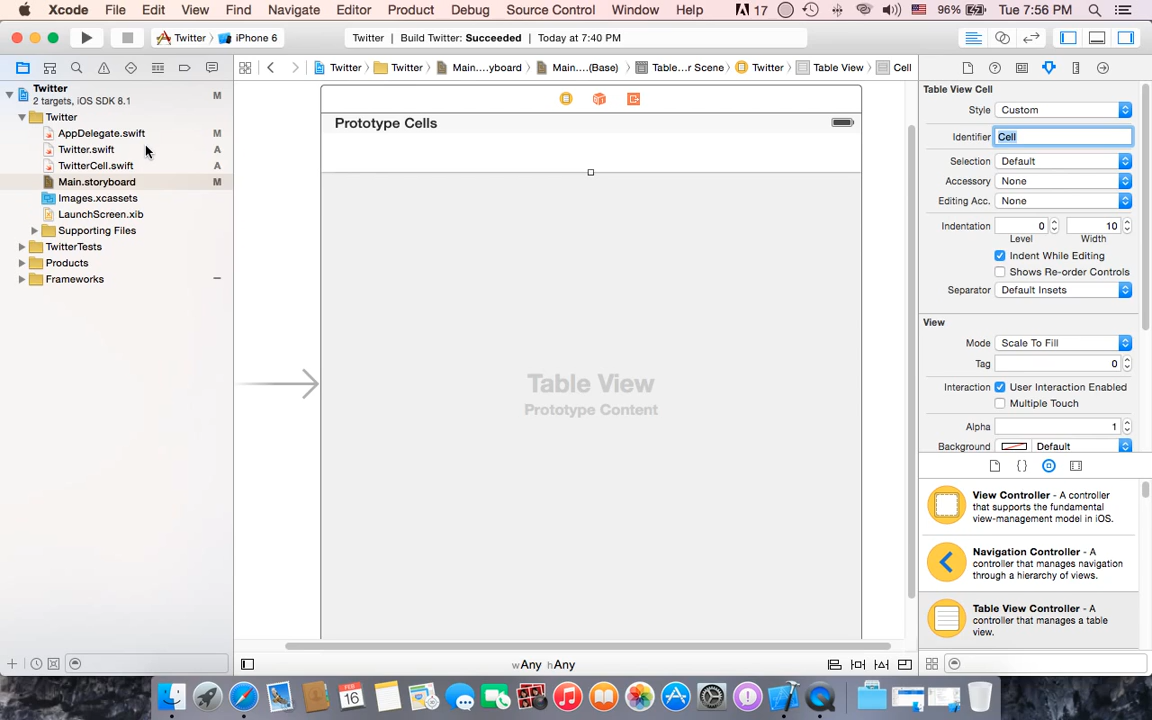 Xcode File Edit View Find Navigate Editor Product Debug Source Control Window Help 17 96% Tue 7:56 PM
Twitter iPhone 6 Twitter | Build Twitter: Succeeded | Today at 7:40 PM
Twitter Twitter Main....yboard Main....(Base) Table...r Scene Twitter Table View Cell
Twitter
2 targets, iOS SDK 8.1 M
Twitter
AppDelegate.swift M
Twitter.swift A
TwitterCell.swift A
Main.storyboard M
Images.xcassets
LaunchScreen.xib
Supporting Files
TwitterTests
Products
Frameworks
Prototype Cells
Table View
Prototype Content
wAny hAny
Table View Cell
Style Custom
Identifier Cell
Selection Default
Accessory None
Editing Acc. None
Indentation 0 10
Level Width
Indent While Editing
Shows Re-order Controls
Separator Default Insets
View
Mode Scale To Fill
Tag 0
Interaction User Interaction Enabled
Multiple Touch
Alpha 1
Background Default
{}
View Controller - A controller
that supports the fundamental
view-management model in iOS.
Navigation Controller - A
controller that manages navigation
through a hierarchy of views.
Table View Controller - A
controller that manages a table
view.
FEB
16